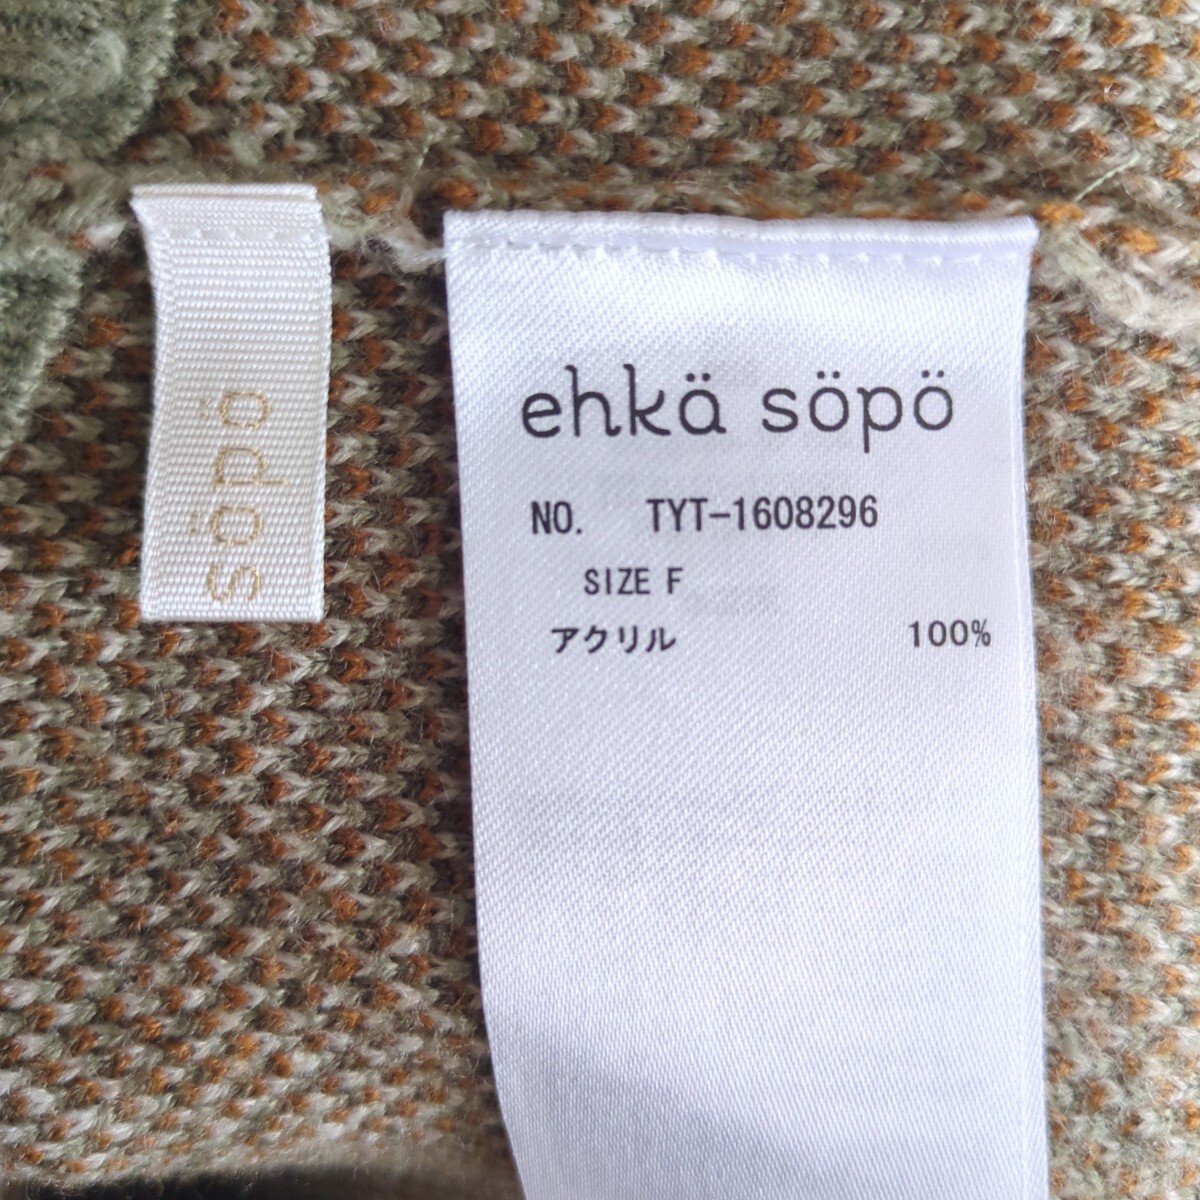 söpö
ehkä söpö
NO. TYT-1608296
SIZE F
アクリル 100%